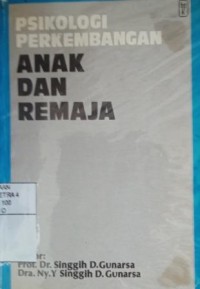 PSIKOLOGI
PERKEMBANGAN
ANAK
DAN
REMAJA
Prof. Dr. Singgih D.Gunarsa
Dra. Ny.Y Singgih D.Gunarsa